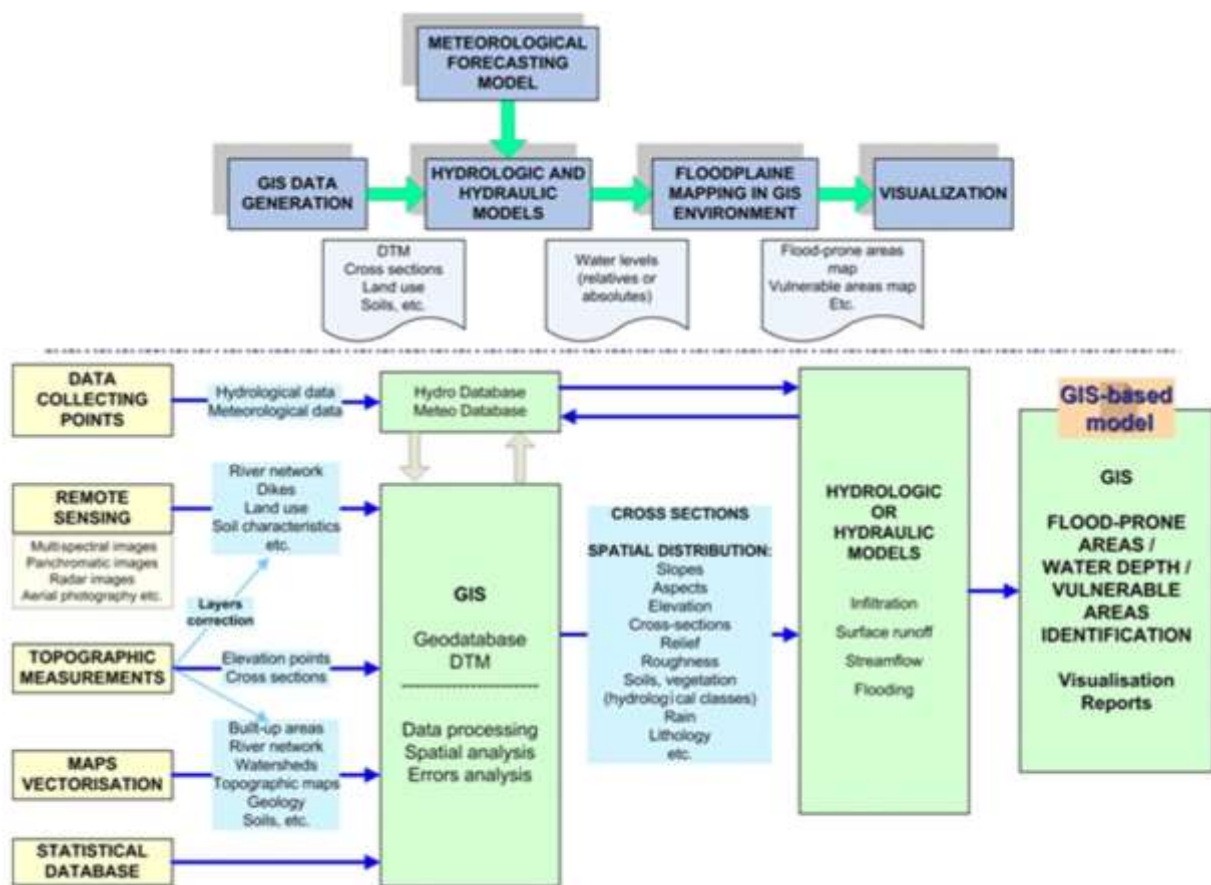 METEOROLOGICAL
FORECASTING
MODEL
GIS DATA
GENERATION
HYDROLOGIC AND
HYDRAULIC
MODELS
FLOODPLAINE
MAPPING IN GIS
ENVIRONMENT
VISUALIZATION
DTM
Cross sections
Land use
Soils, etc.
Water levels
(relatives or
absolutes)
Flood-prone areas
map
Vulnerable areas map
Etc.
DATA
COLLECTING
POINTS
Hydrological data
Meteorological data
Hydro Database
Meteo Database
REMOTE
SENSING
Multispectral images
Panchromatic images
Radar images
Aerial photography etc.
River network
Dikes
Land use
Soil characteristics
etc.
Layers
correction
TOPOGRAPHIC
MEASUREMENTS
Elevation points
Cross sections
MAPS
VECTORISATION
Built-up areas
River network
Watersheds
Topographic maps
Geology
Soils, etc.
STATISTICAL
DATABASE
GIS
Geodatabase
DTM
Data processing
Spatial analysis
Errors analysis
CROSS SECTIONS
SPATIAL DISTRIBUTION:
Slopes
Aspects
Elevation
Cross-sections
Relief
Roughness
Soils, vegetation
(hydrological classes)
Rain
Lithology
etc.
HYDROLOGIC
OR
HYDRAULIC
MODELS
Infiltration
Surface runoff
Streamflow
Flooding
GIS-based
model
GIS
FLOOD-PRONE
AREAS /
WATER DEPTH /
VULNERABLE
AREAS
IDENTIFICATION
Visualisation
Reports